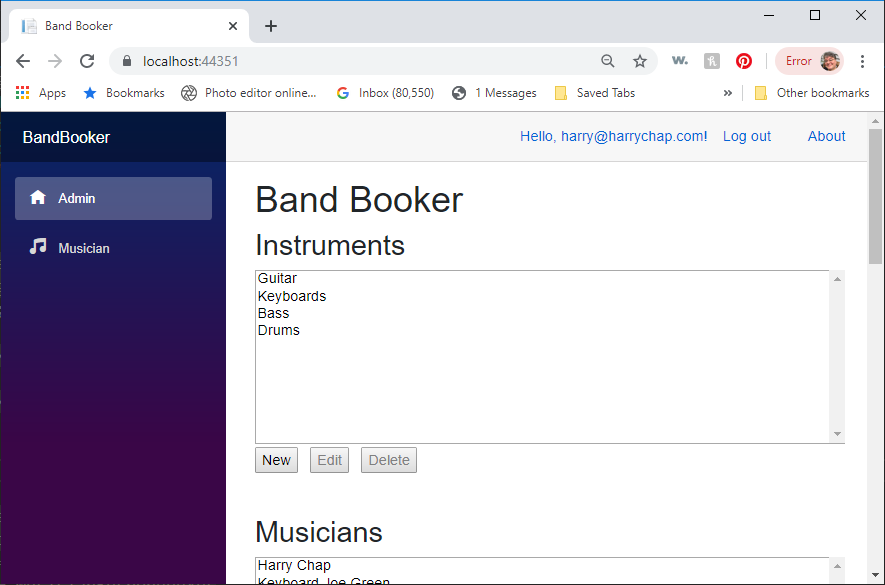 Band Booker
localhost:44351
Error
Apps
Bookmarks
Photo editor online...
Inbox (80,550)
1 Messages
Saved Tabs
»
Other bookmarks
BandBooker
Hello, harry@harrychap.com!
Log out
About
Admin
Musician
Band Booker
Instruments
Guitar
Keyboards
Bass
Drums
New
Edit
Delete
Musicians
Harry Chap
Keyboard Joe Green